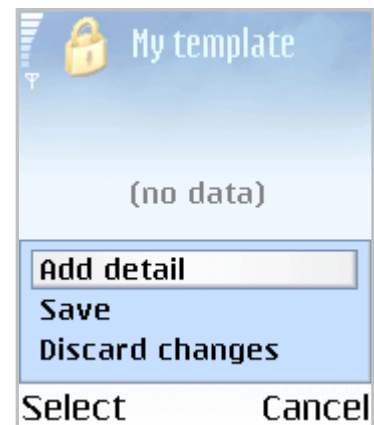 My template
(no data)
Add detail
Save
Discard changes
Select Cancel